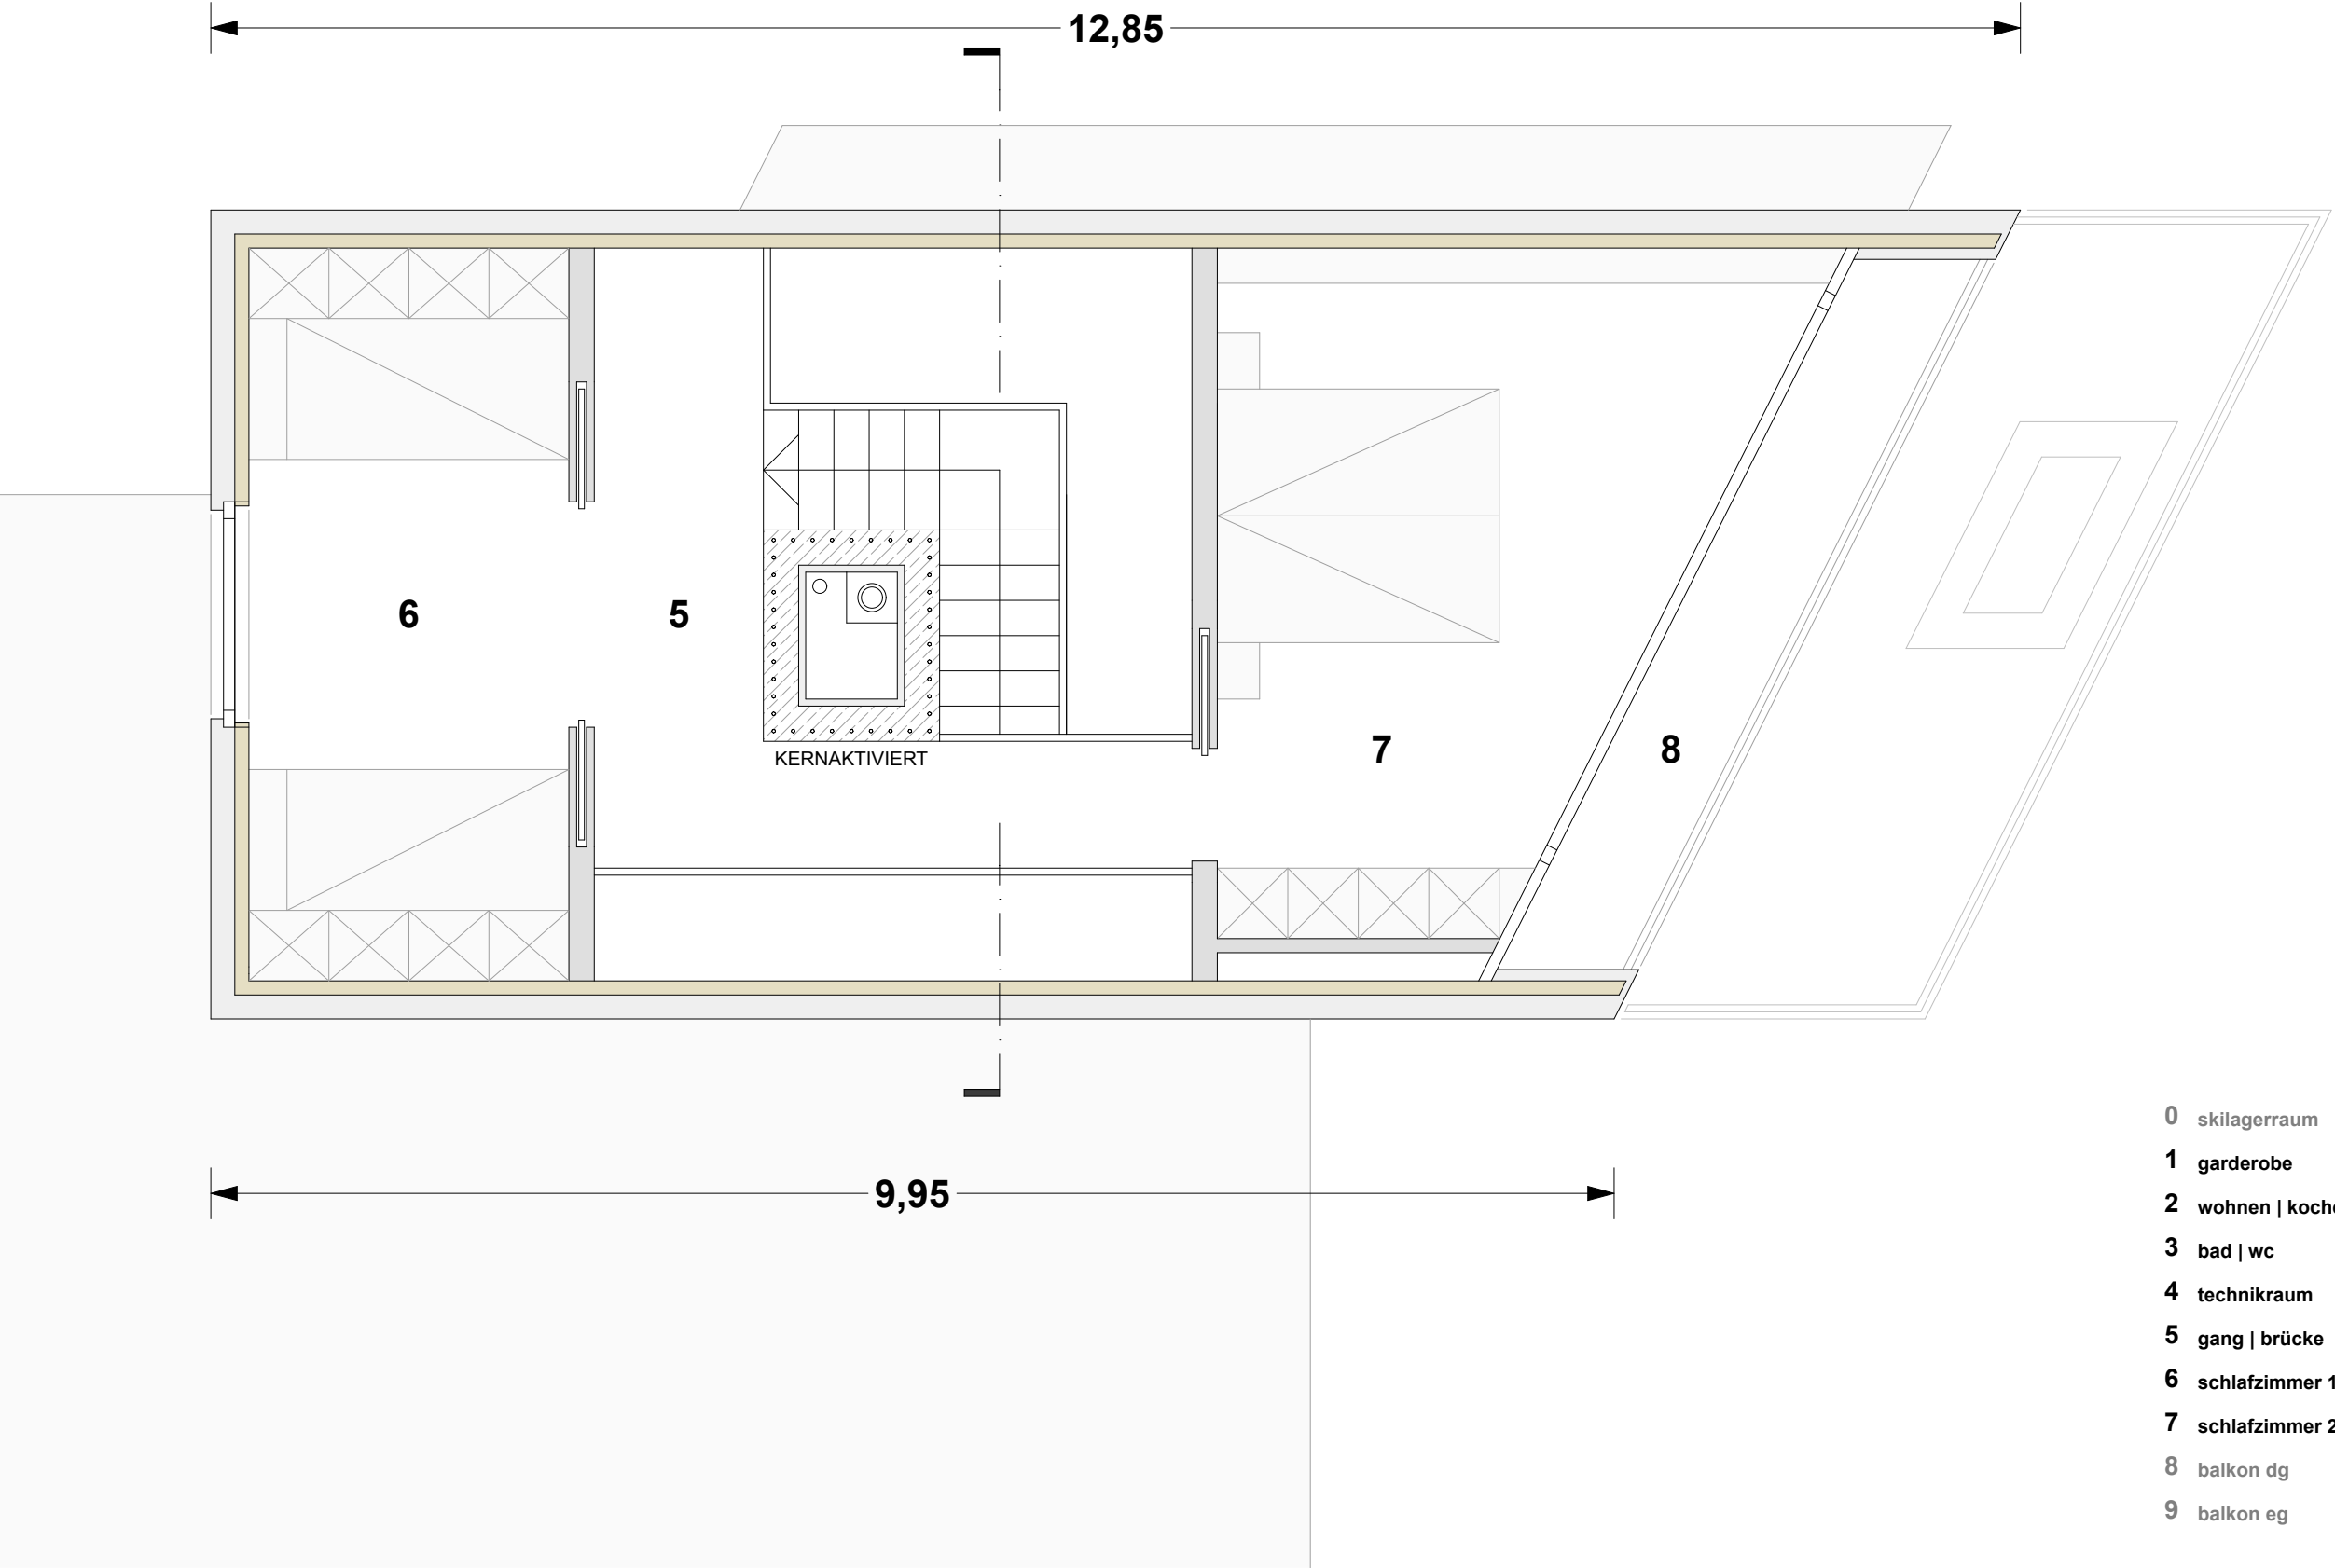 12,85
6
5
KERNAKTIVIERT
7
8
9,95
0 skilagerraum
1 garderobe
2 wohnen |
3 bad | wc
4 technikraum
5 gang | brücke
6 schlafzimmer 1
7 schlafzimmer 2
8 balkon dg
9 balkon eg